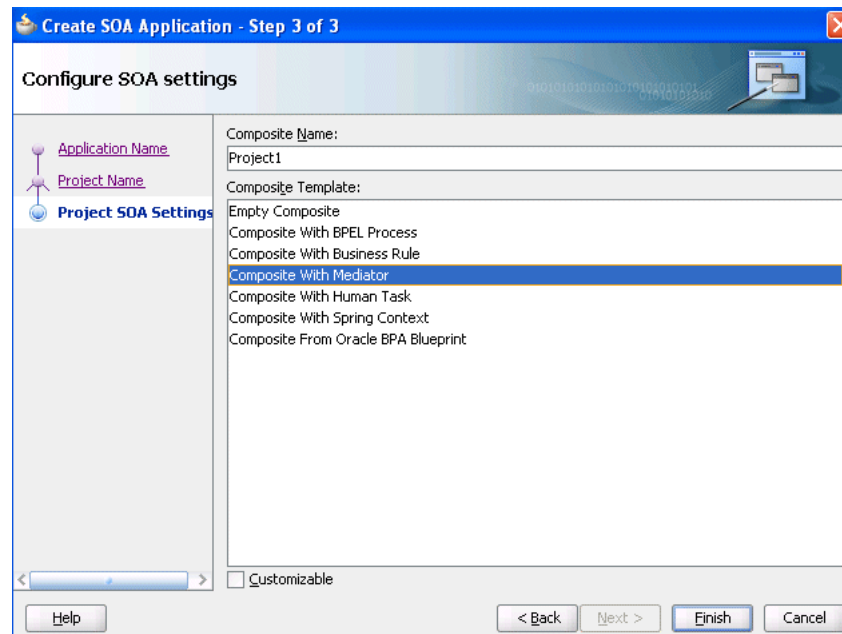 Create SOA Application - Step 3 of 3
Configure SOA settings
Application Name
Project Name
Project SOA Settings
Composite Name:
Project1
Composite Template:
Empty Composite
Composite With BPEL Process
Composite With Business Rule
Composite With Mediator
Composite With Human Task
Composite With Spring Context
Composite From Oracle BPA Blueprint
Customizable
Help
< Back
Next >
Finish
Cancel